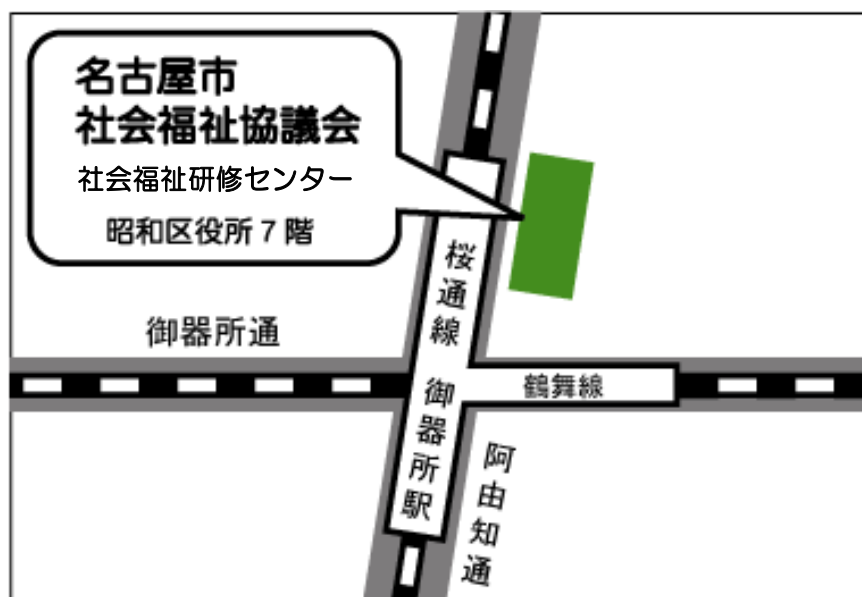 名古屋市
社会福祉協議会
社会福祉研修センター
昭和区役所7階
桜通線 御器所駅
御器所通
鶴舞線
阿由知通